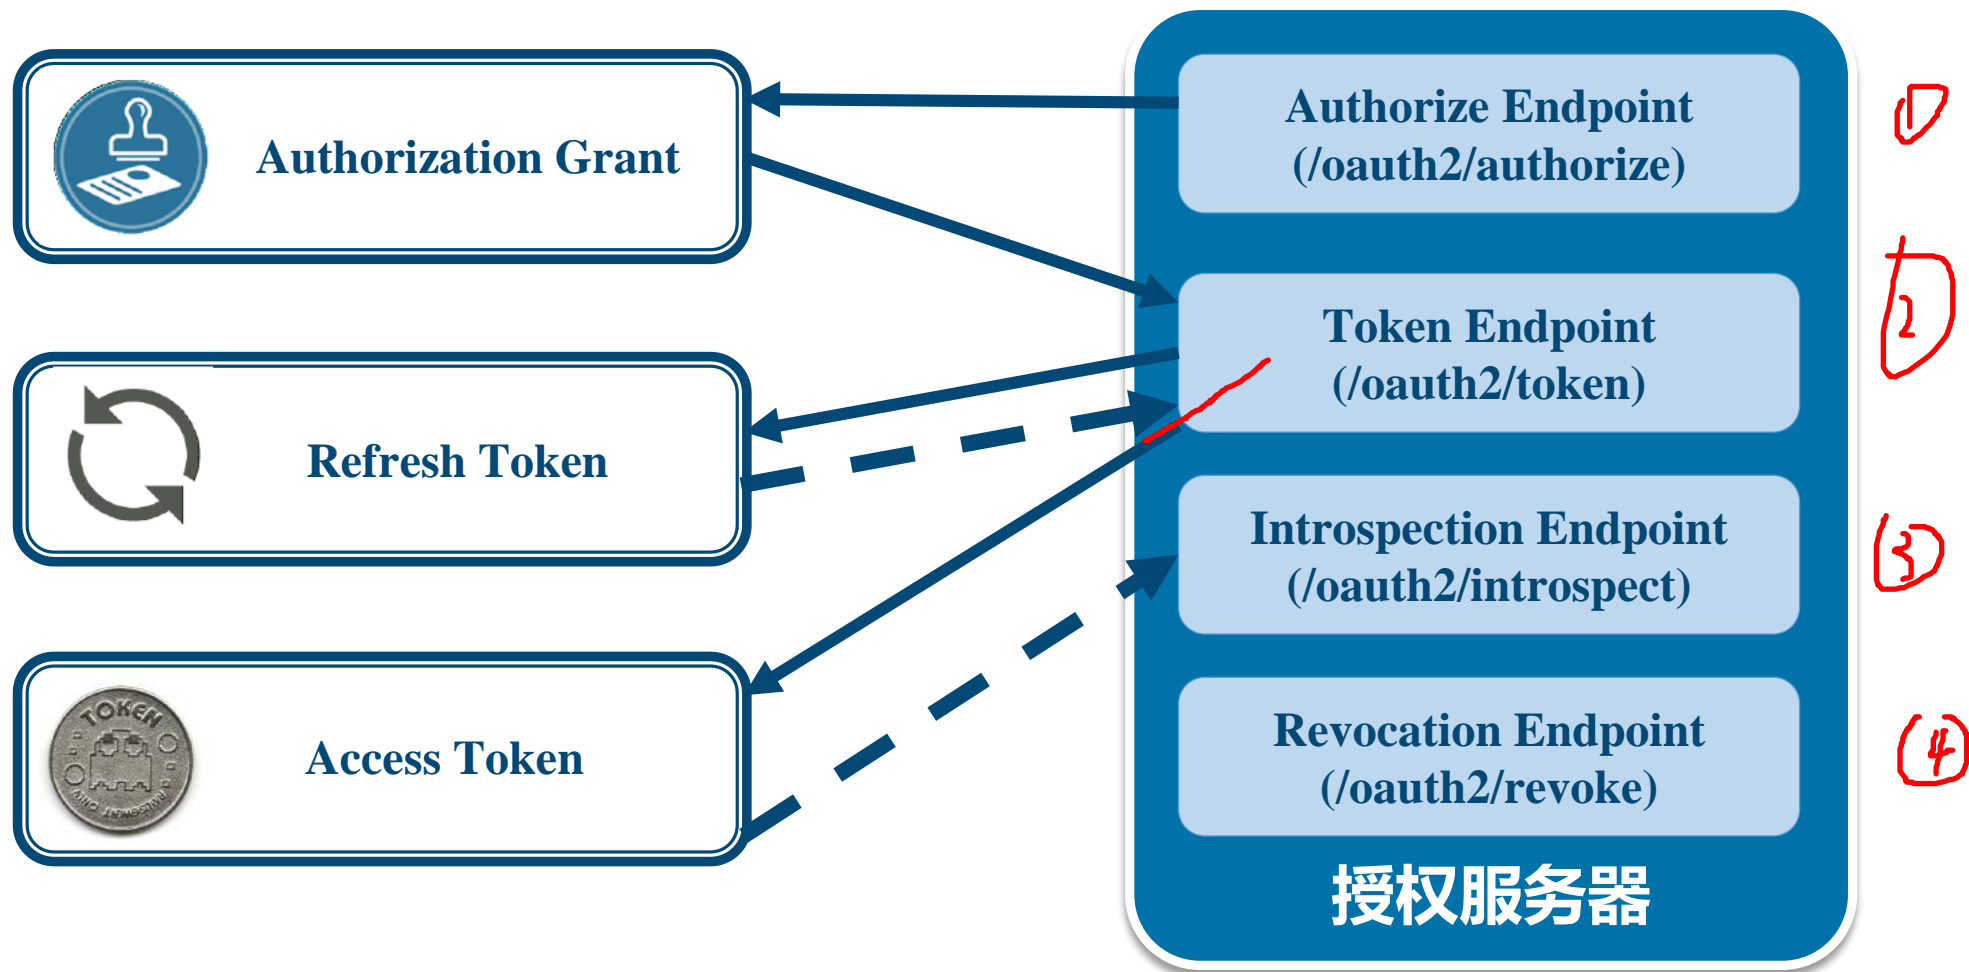 Authorization Grant
Refresh Token
TOKEN
Access Token
Authorize Endpoint
(/oauth2/authorize)
Token Endpoint
(/oauth2/token)
Introspection Endpoint
(/oauth2/introspect)
Revocation Endpoint
(/oauth2/revoke)
授权服务器
1
2
3
4